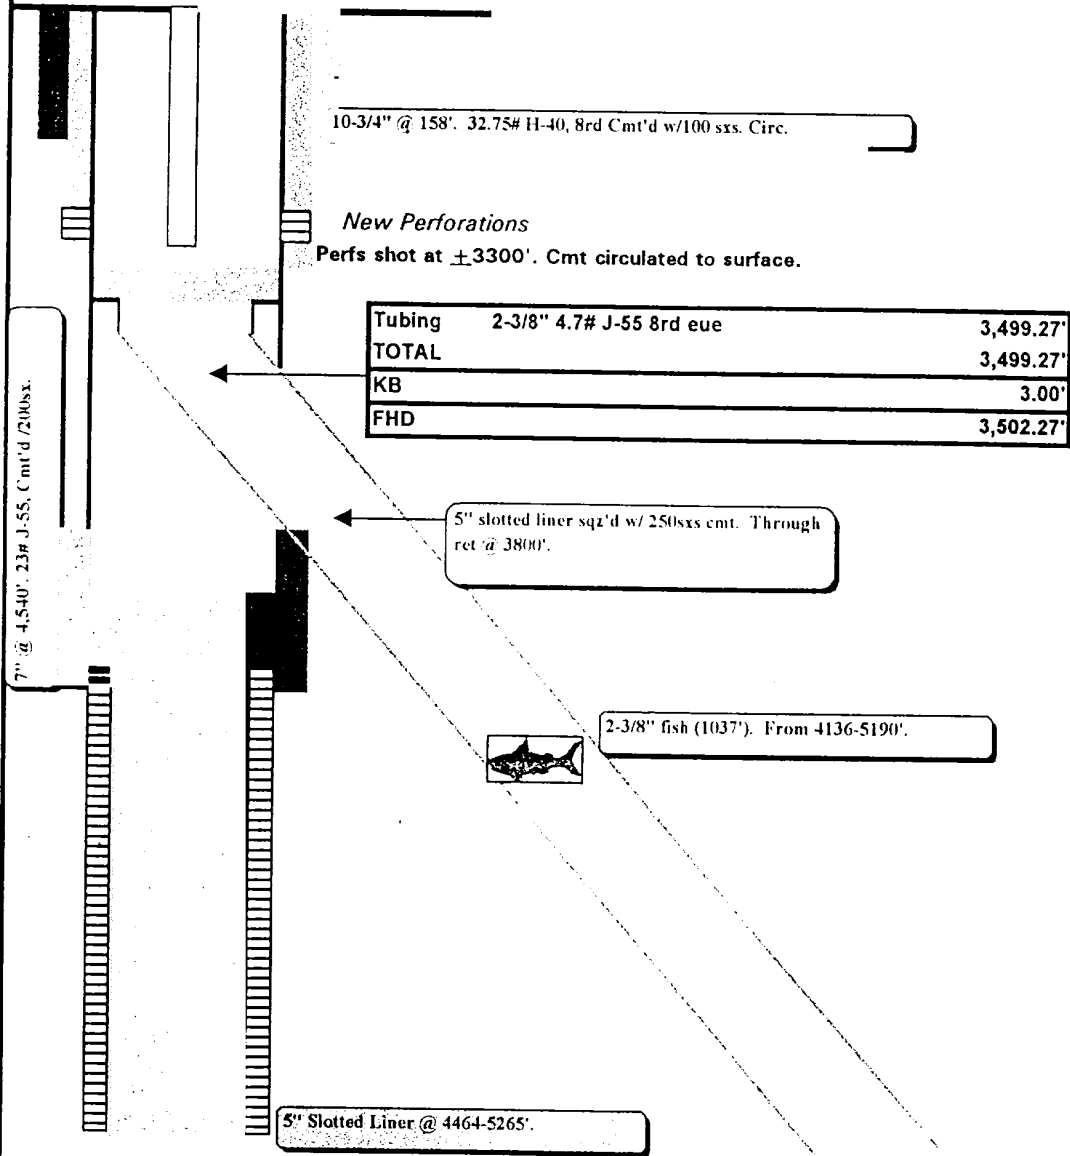 10-3/4" @ 158'. 32.75# H-40, 8rd Cmt'd w/100 sxs. Circ.
New Perforations
Perfs shot at ±3300'. Cmt circulated to surface.
Tubing 2-3/8" 4.7# J-55 8rd eue 3,499.27'
TOTAL 3,499.27'
KB 3.00'
FHD 3,502.27'
7" @ 4,540'. 23# J-55, Cmt'd /200sx.
5" slotted liner sqz'd w/ 250sxs cmt. Through
ret @ 3800'.
2-3/8" fish (1037'). From 4136-5190'.
5" Slotted Liner @ 4464-5265'.